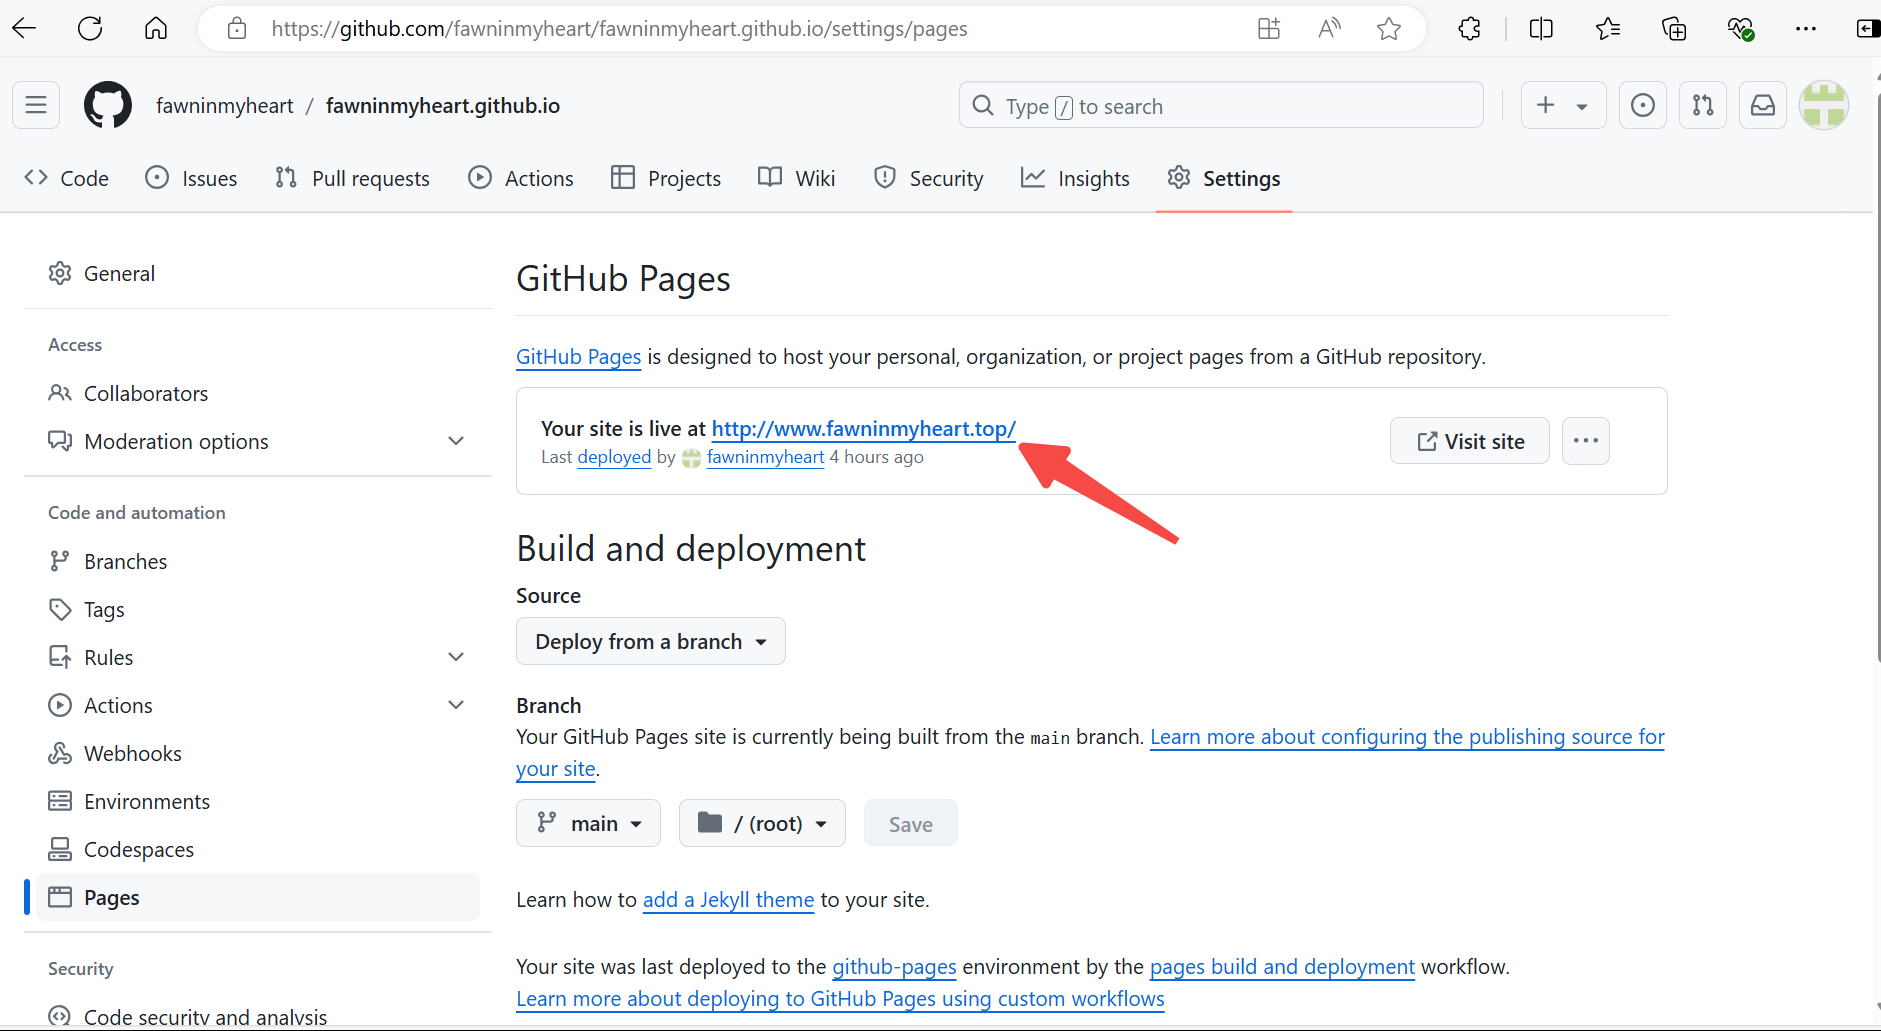 https://github.com/fawninmyheart/fawninmyheart.github.io/settings/pages
fawninmyheart / fawninmyheart.github.io
Type / to search
Code
Issues
Pull requests
Actions
Projects
Wiki
Security
Insights
Settings
General
Access
Collaborators
Moderation options
Code and automation
Branches
Tags
Rules
Actions
Webhooks
Environments
Codespaces
Pages
Security
Code security and analysis
GitHub Pages
GitHub Pages is designed to host your personal, organization, or project pages from a GitHub repository.
Your site is live at http://www.fawninmyheart.top/
Last deployed by fawninmyheart 4 hours ago
Visit site
Build and deployment
Source
Deploy from a branch
Branch
Your GitHub Pages site is currently being built from the main branch. Learn more about configuring the publishing source for
your site.
main
/ (root)
Save
Learn how to add a Jekyll theme to your site.
Your site was last deployed to the github-pages environment by the pages build and deployment workflow.
Learn more about deploying to GitHub Pages using custom workflows